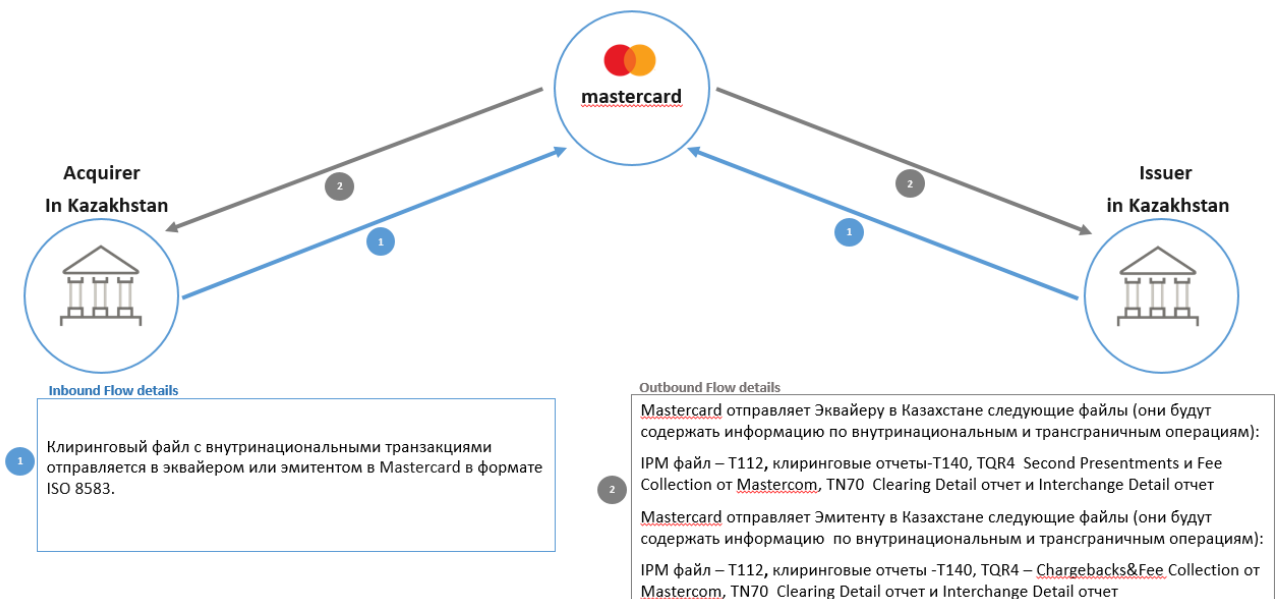 mastercard
Acquirer
In Kazakhstan
Issuer
in Kazakhstan
2
2
1
1
Inbound Flow details
1
Клиринговый файл с внутринациональными транзакциями
отправляется в эквайером или эмитентом в Mastercard в формате
ISO 8583.
Outbound Flow details
2
Mastercard отправляет Эквайеру в Казахстане следующие файлы (они будут
содержать информацию по внутринациональным и трансграничным операциям):
IPM файл – T112, клиринговые отчеты-T140, TQR4 Second Presentments и Fee
Collection от Mastercom, TN70 Clearing Detail отчет и Interchange Detail отчет
Mastercard отправляет Эмитенту в Казахстане следующие файлы (они будут
содержать информацию по внутринациональным и трансграничным операциям):
IPM файл – T112, клиринговые отчеты -T140, TQR4 – Chargebacks&Fee Collection от
Mastercom, TN70 Clearing Detail отчет и Interchange Detail отчет